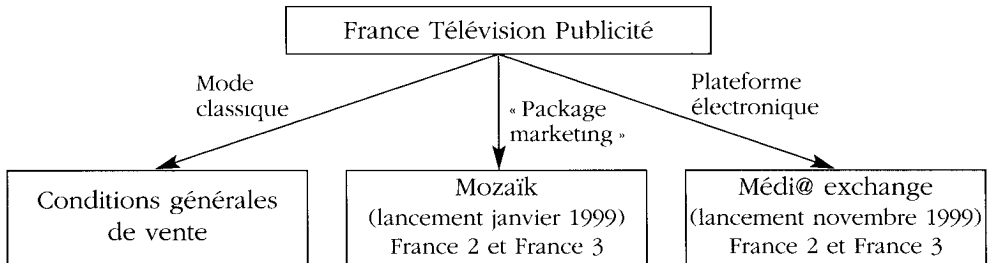 France Télévision Publicité
Mode
classique
« Package
marketing »
Plateforme
électronique
Conditions générales
de vente
Mozaïk
(lancement janvier 1999)
France 2 et France 3
Médi@ exchange
(lancement novembre 1999)
France 2 et France 3